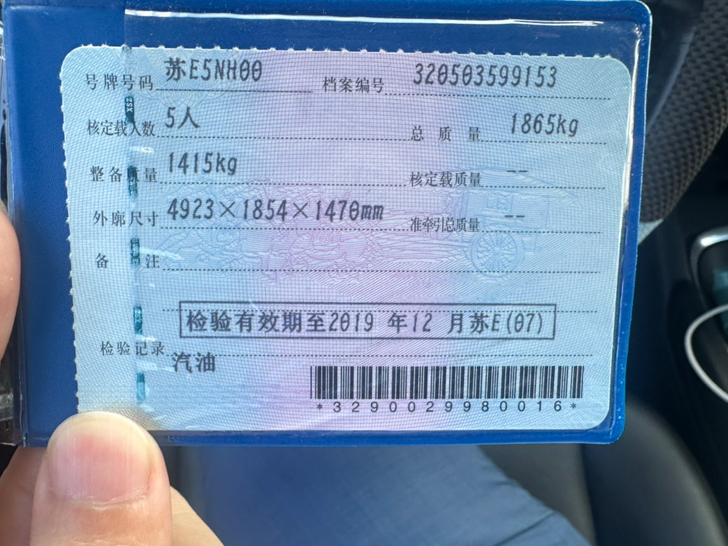 号牌号码 苏E5NH00 档案编号 320503599153
核定载人数 5人 总质量 1865kg
整备质量 1415kg 核定载质量 --
外廓尺寸 4923×1854×1470mm 准牵引总质量 --
备注
检验有效期至2019 年12 月苏E(07)
检验记录
汽油
*3290029980016*